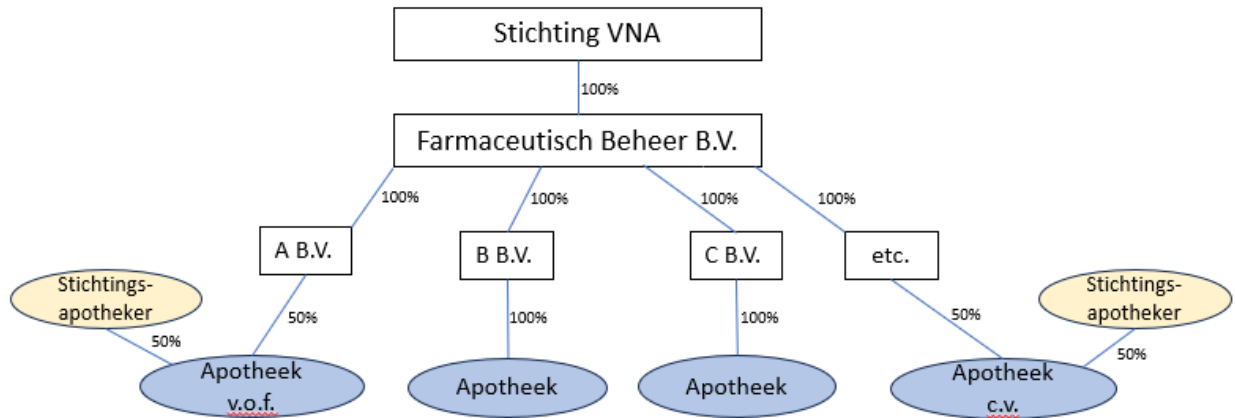 Stichting VNA
100%
Farmaceutisch Beheer B.V.
100%
100%
100%
100%
A B.V.
B B.V.
C B.V.
etc.
Stichtings-
apotheker
Stichtings-
apotheker
50%
50%
100%
100%
50%
50%
Apotheek
v.o.f.
Apotheek
Apotheek
Apotheek
c.v.